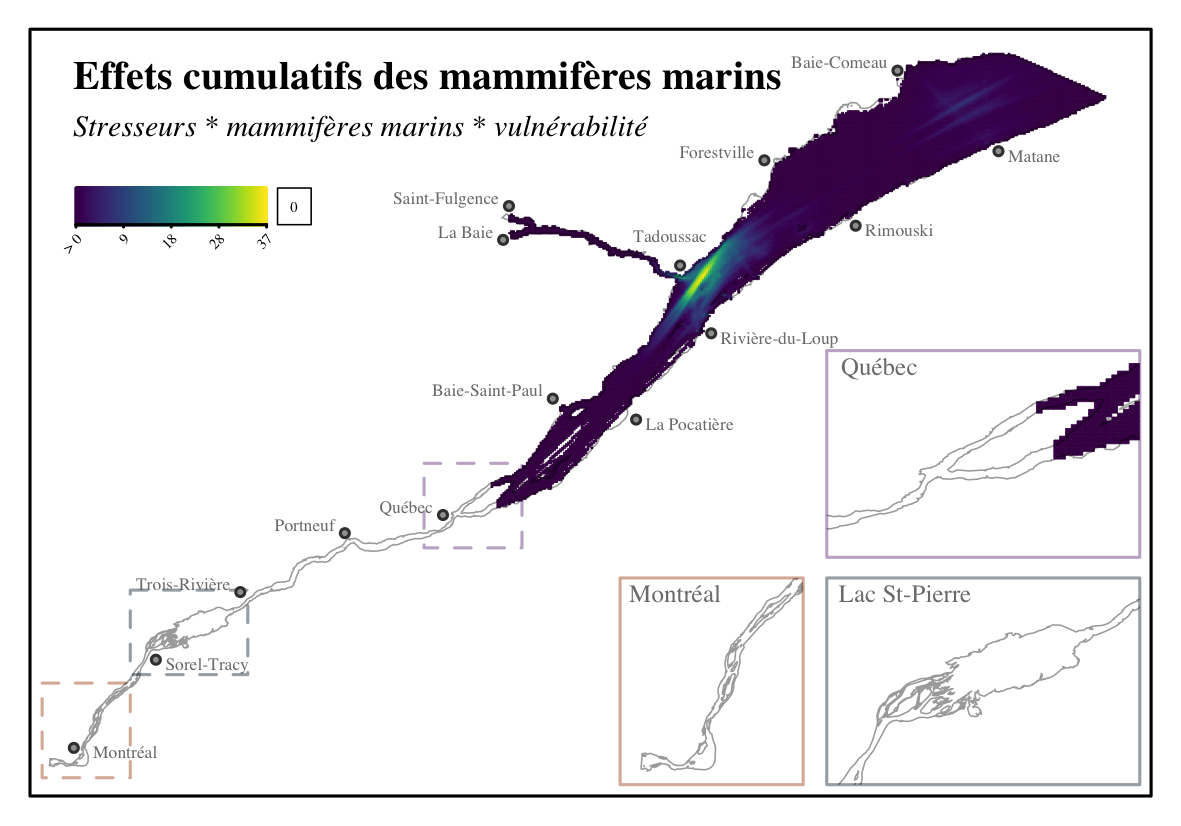 Effets cumulatifs des mammifères marins
Stresseurs * mammifères marins * vulnérabilité
> 0
9
18
28
37
0
Baie-Comeau
Forestville
Matane
Saint-Fulgence
La Baie
Tadoussac
Rimouski
Rivière-du-Loup
Baie-Saint-Paul
La Pocatière
Québec
Portneuf
Trois-Rivière
Sorel-Tracy
Montréal
Québec
Montréal
Lac St-Pierre